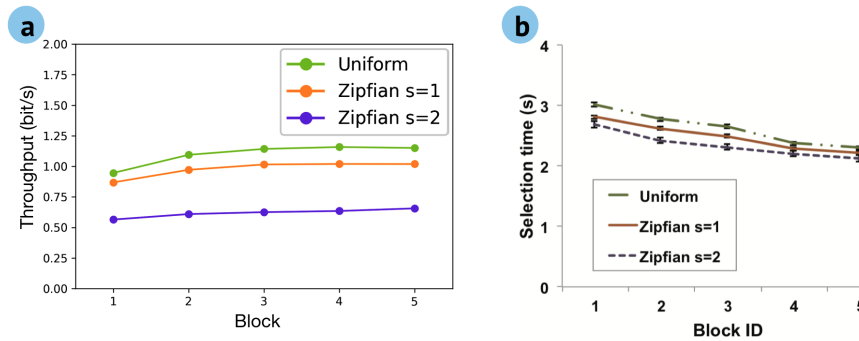 a
2.00
1.75
1.50
1.25
1.00
0.75
0.50
0.25
0.00
Throughput (bit/s)
Uniform
Zipfian s=1
Zipfian s=2
1 2 3 4 5
Block
b
4
3
2
1
0
Selection time (s)
Uniform
Zipfian s=1
Zipfian s=2
1 2 3 4 5
Block ID